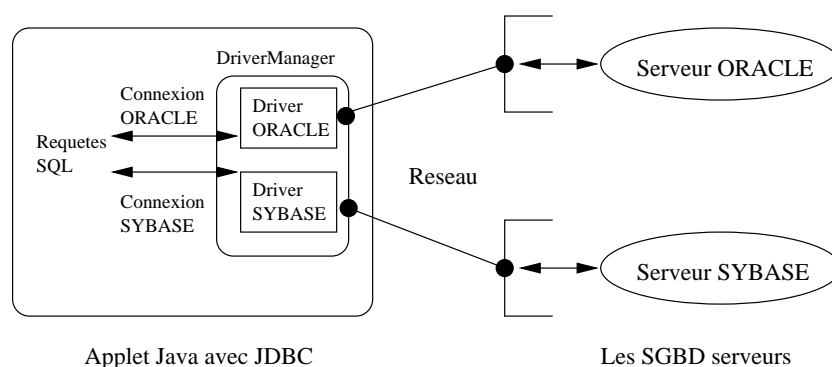 DriverManager
Connexion
ORACLE
Driver
ORACLE
Requetes
SQL
Connexion
SYBASE
Driver
SYBASE
Reseau
Serveur ORACLE
Serveur SYBASE
Applet Java avec JDBC
Les SGBD serveurs